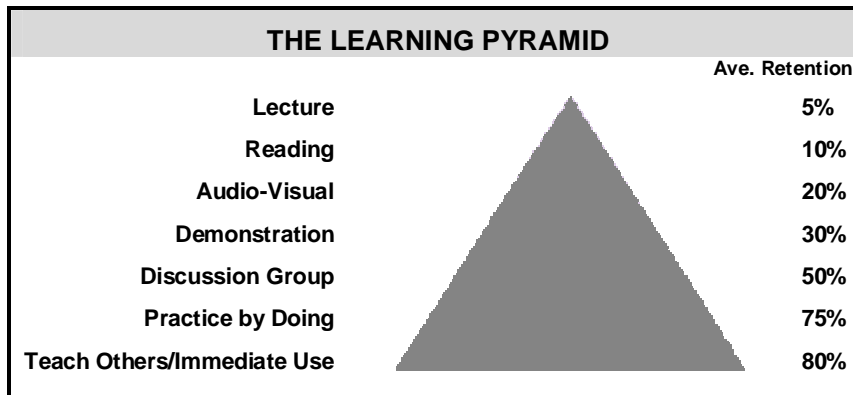 THE LEARNING PYRAMID
Ave. Retention
Lecture 5%
Reading 10%
Audio-Visual 20%
Demonstration 30%
Discussion Group 50%
Practice by Doing 75%
Teach Others/Immediate Use 80%